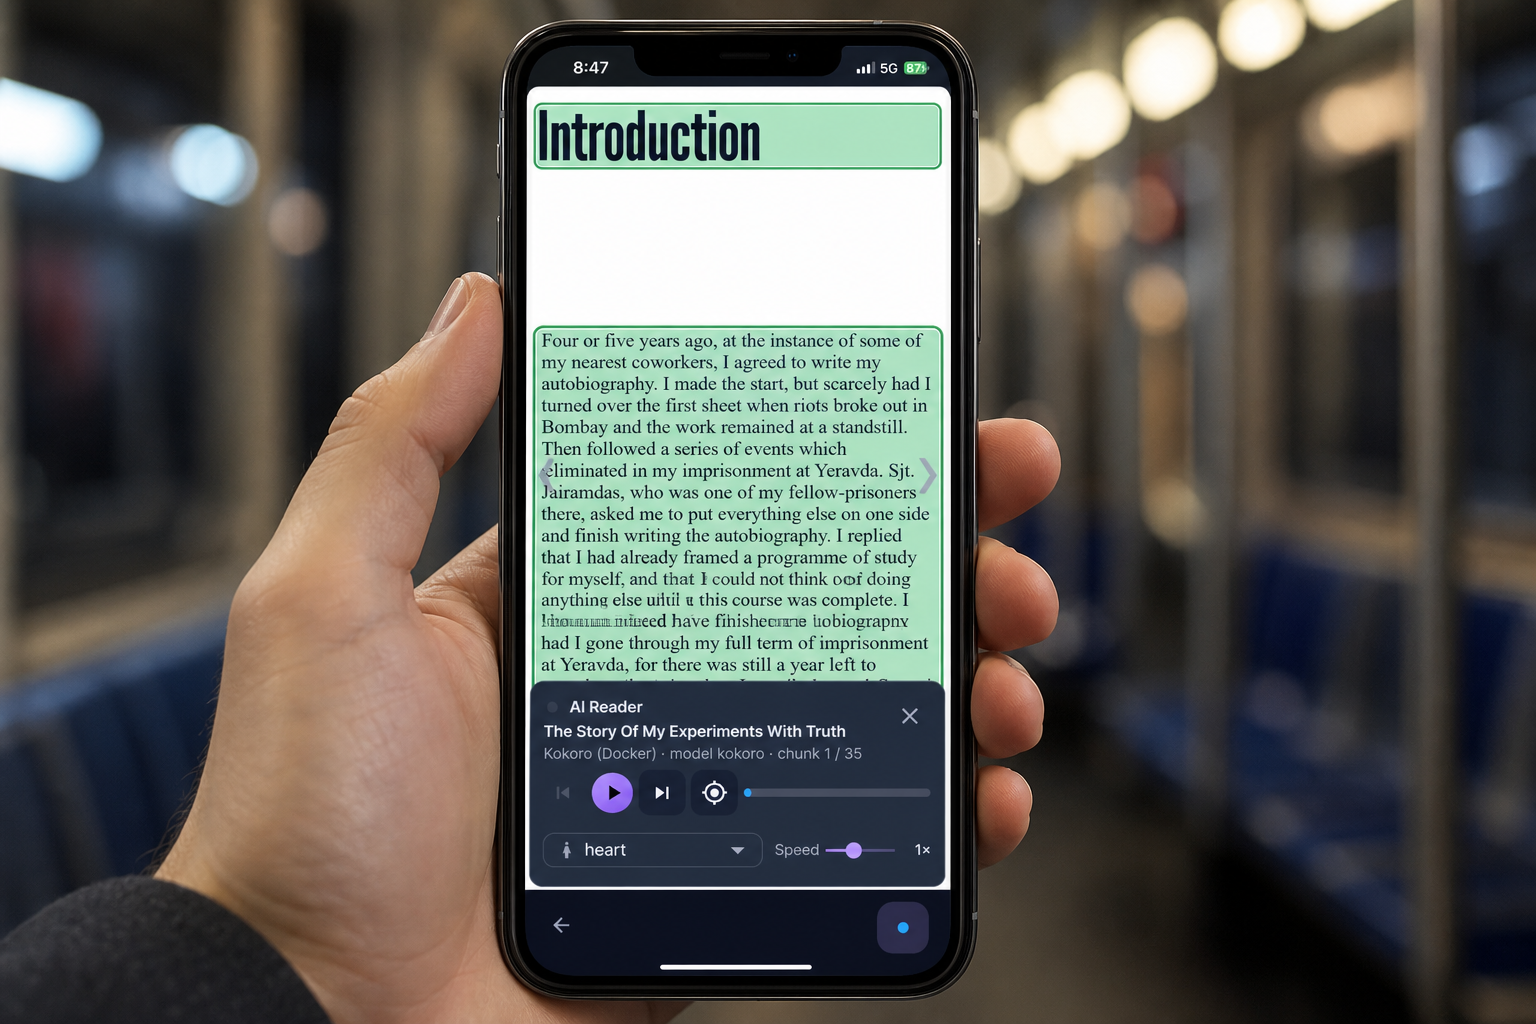 8:47
5G 87
Introduction
Four or five years ago, at the instance of some of
my nearest coworkers, I agreed to write my
autobiography. I made the start, but scarcely had I
turned over the first sheet when riots broke out in
Bombay and the work remained at a standstill.
Then followed a series of events which
eliminated in my imprisonment at Yeravda. Sjt.
Jairamdas, who was one of my fellow-prisoners
there, asked me to put everything else on one side
and finish writing the autobiography. I replied
that I had already framed a programme of study
for myself, and that I could not think of doing
anything else until this course was complete. I
have
had I gone through my full term of imprisonment
at Yeravda, for there was still a year left to
AI Reader
The Story Of My Experiments With Truth
Kokoro (Docker) · model kokoro · chunk 1 / 35
heart
Speed
1×